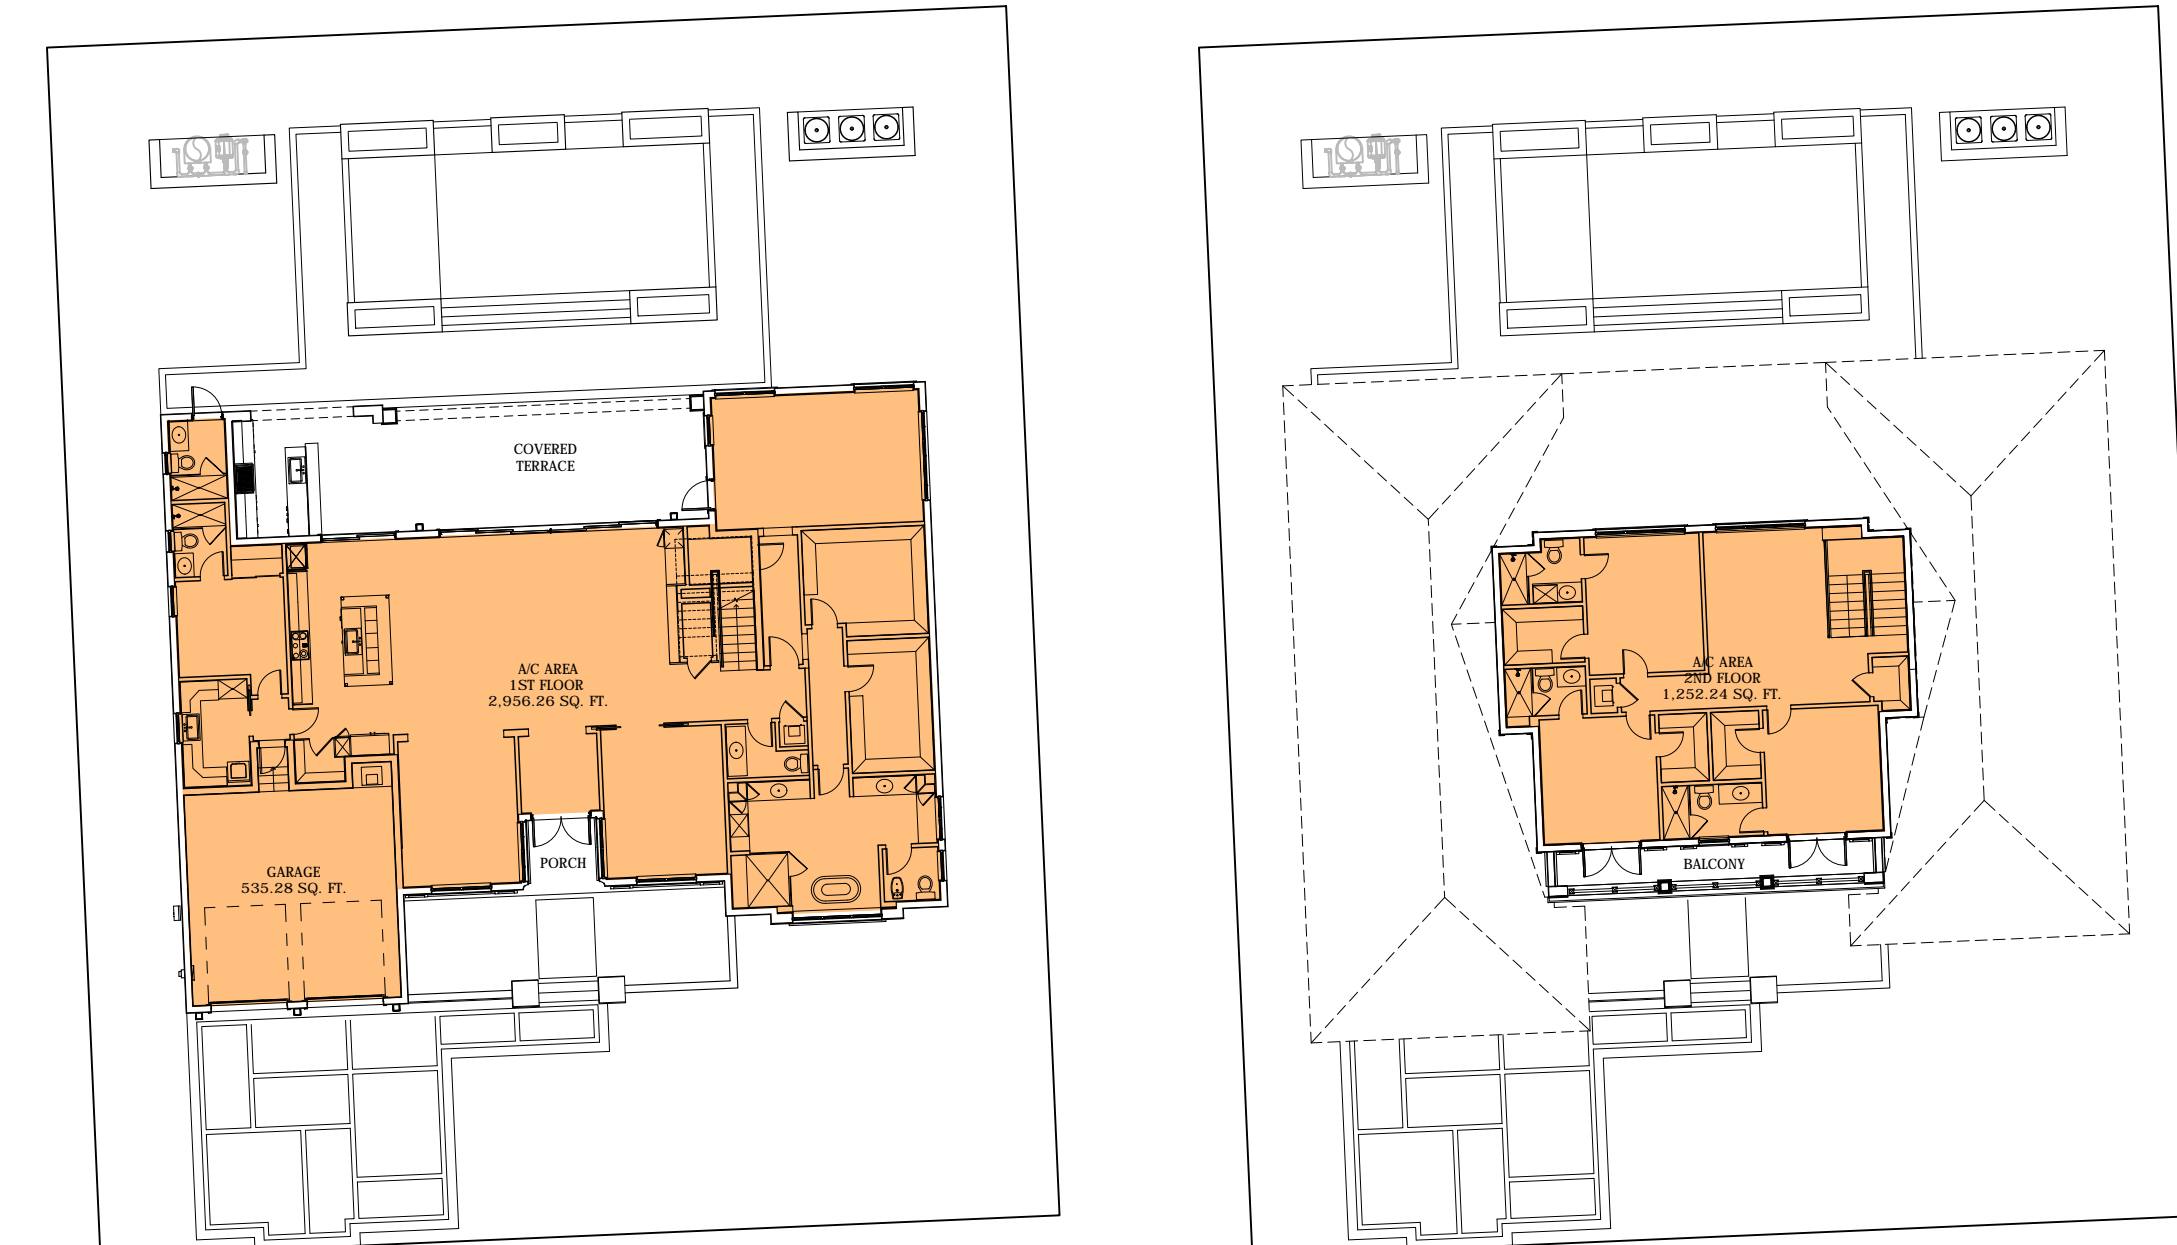 COVERED
TERRACE
A/C AREA
1ST FLOOR
2,956.26 SQ. FT.
PORCH
GARAGE
535.28 SQ. FT.
A/C AREA
2ND FLOOR
1,252.24 SQ. FT.
BALCONY